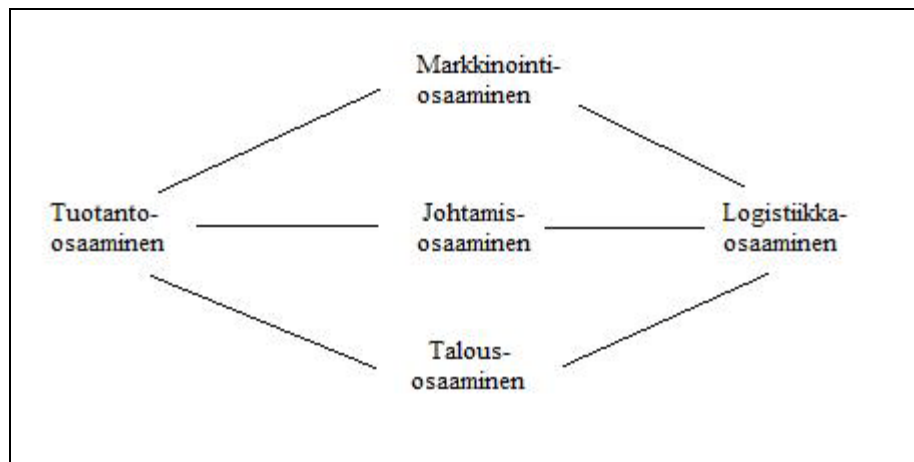 Markkinointi-
osaaminen
Tuotanto-
osaaminen
Johtamis-
osaaminen
Logistiikka-
osaaminen
Talous-
osaaminen